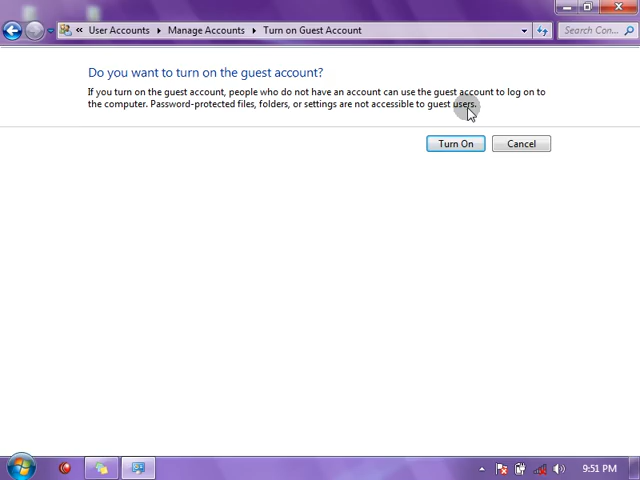 « User Accounts ▸ Manage Accounts ▸ Turn on Guest Account
Search Con...
Do you want to turn on the guest account?
If you turn on the guest account, people who do not have an account can use the guest account to log on to
the computer. Password-protected files, folders, or settings are not accessible to guest users.
Turn On
Cancel
9:51 PM